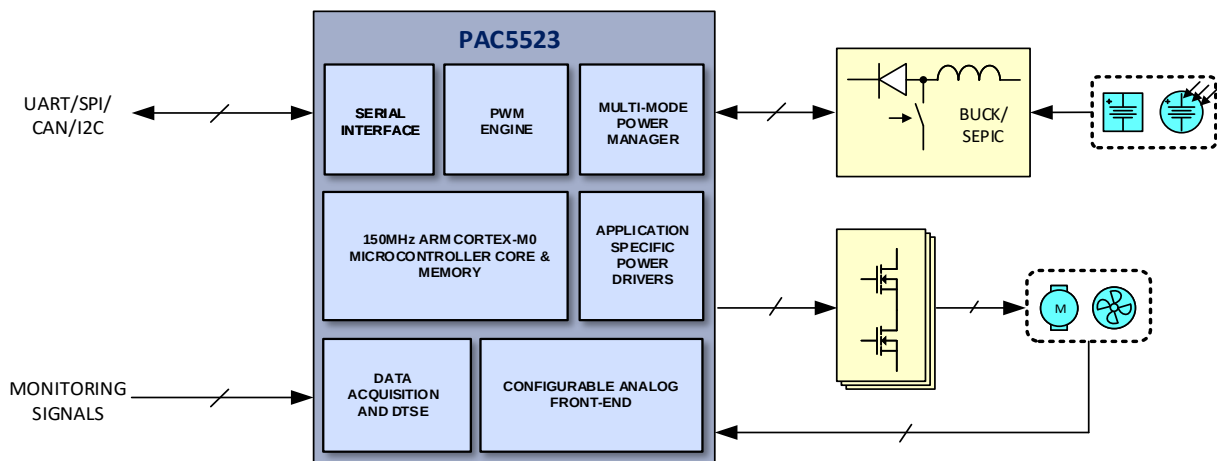 PAC5523
UART/SPI/
CAN/I2C
SERIAL
INTERFACE
PWM
ENGINE
MULTI-MODE
POWER
MANAGER
BUCK/
SEPIC
150MHz ARM CORTEX-M0
MICROCONTROLLER CORE &
MEMORY
APPLICATION
SPECIFIC
POWER
DRIVERS
M
MONITORING
SIGNALS
DATA
ACQUISITION
AND DTSE
CONFIGURABLE ANALOG
FRONT-END